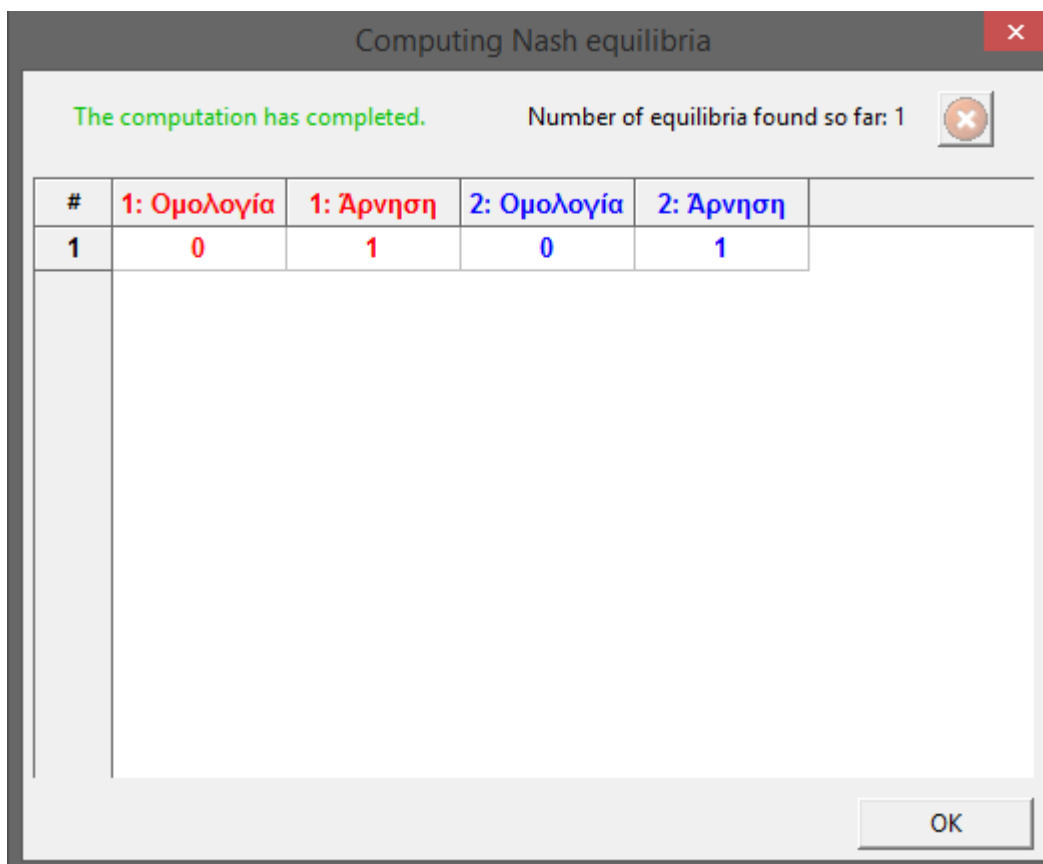 Computing Nash equilibria
The computation has completed. Number of equilibria found so far: 1
# 1: Ομολογία 1: Άρνηση 2: Ομολογία 2: Άρνηση
1 0 1 0 1
OK